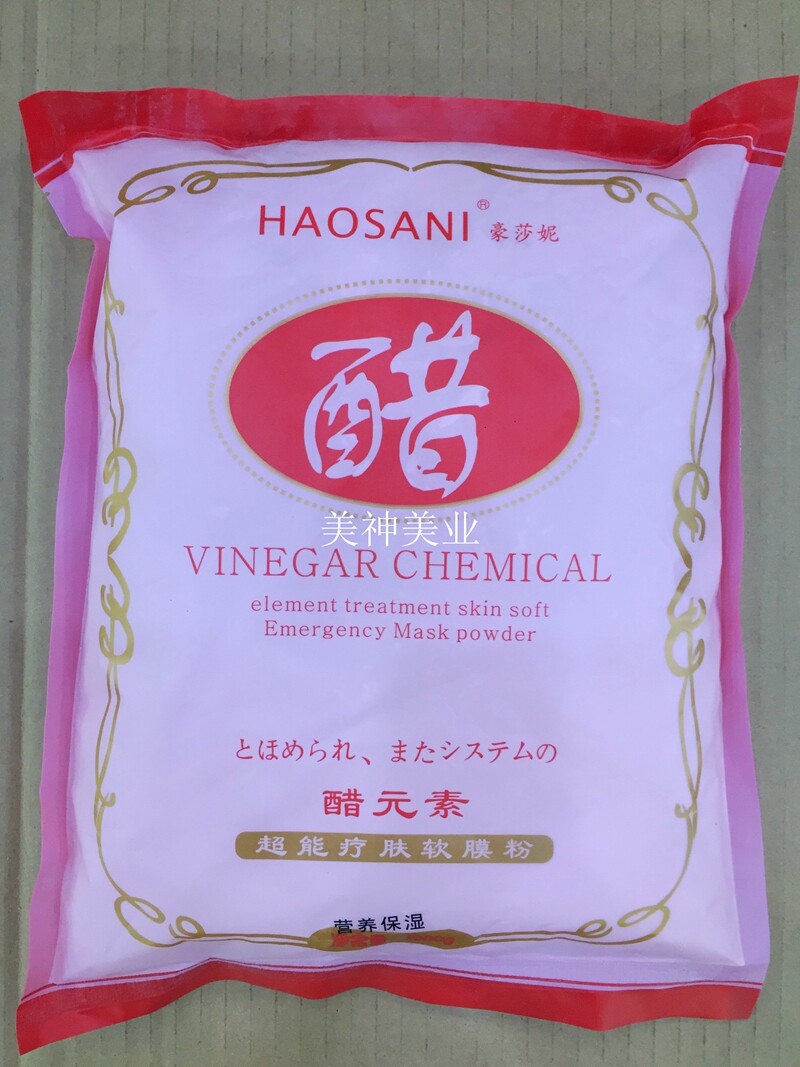 HAOSANI® 豪莎妮
醋
美神美业
VINEGAR CHEMICAL
element treatment skin soft
Emergency Mask powder
とほめられ、またシステムの
醋元素
超能疗肤软膜粉
营养保湿